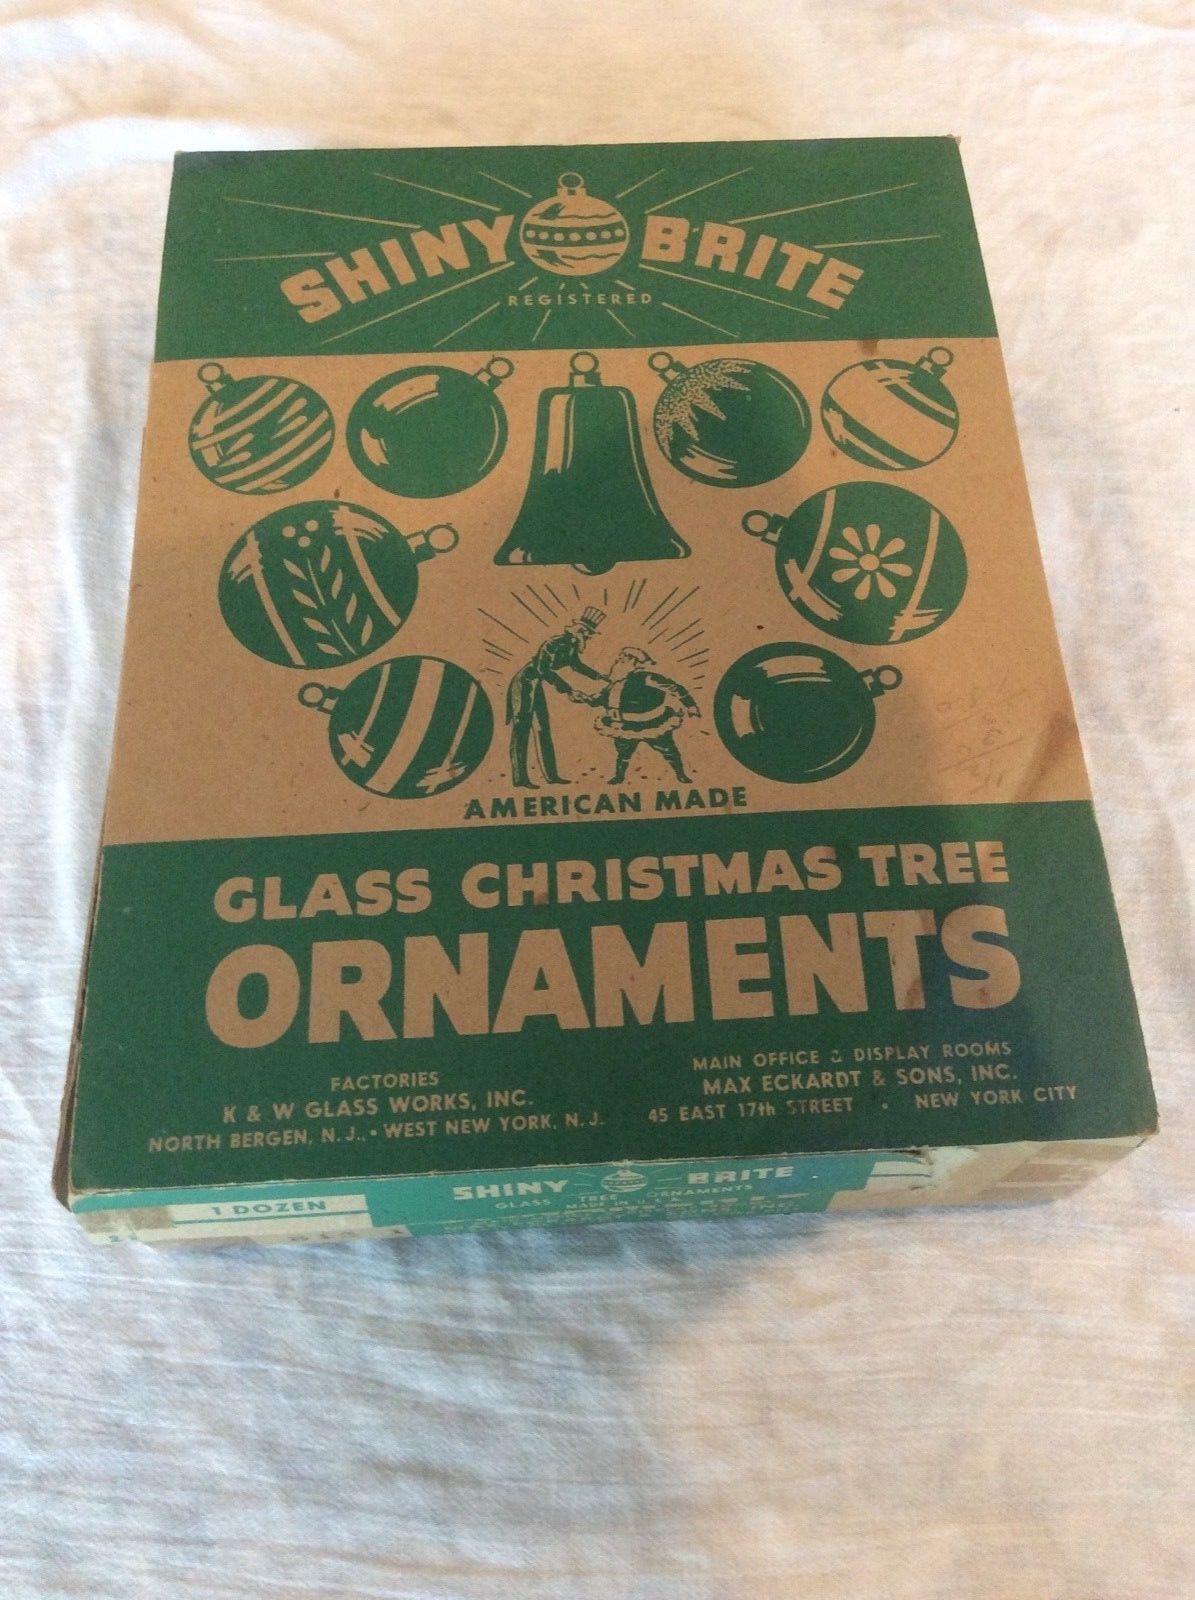 SHINY BRITE
REGISTERED
AMERICAN MADE
GLASS CHRISTMAS TREE
ORNAMENTS
FACTORIES
K & W GLASS WORKS, INC.
NORTH BERGEN, N. J., • WEST NEW YORK, N. J.
MAIN OFFICE & DISPLAY ROOMS
MAX ECKARDT & SONS, INC.
45 EAST 17th STREET • NEW YORK CITY
1 DOZEN
SHINY BRITE
GLASS TREE ORNAMENTS
MADE IN U.S.A.